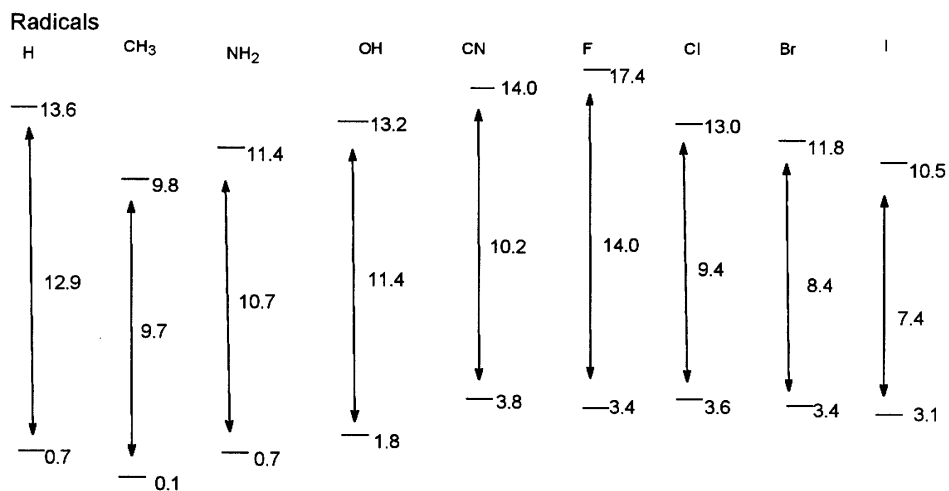 Radicals
H CH3 NH2 OH CN F Cl Br I
13.6 9.8 11.4 13.2 14.0 17.4 13.0 11.8 10.5
12.9 9.7 10.7 11.4 10.2 14.0 9.4 8.4 7.4
0.7 0.1 0.7 1.8 3.8 3.4 3.6 3.4 3.1